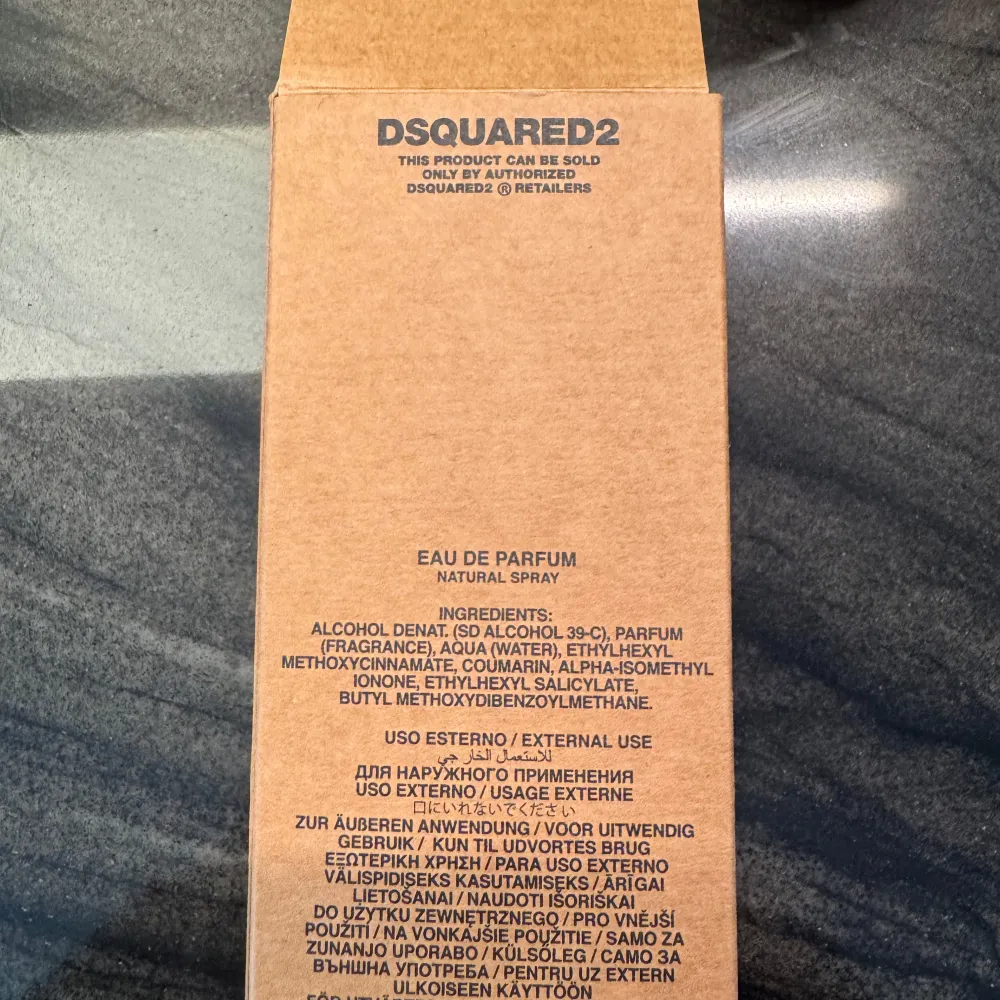 DSQUARED2
THIS PRODUCT CAN BE SOLD
ONLY BY AUTHORIZED
DSQUARED2 ® RETAILERS
EAU DE PARFUM
NATURAL SPRAY
INGREDIENTS:
ALCOHOL DENAT. (SD ALCOHOL 39-C), PARFUM
(FRAGRANCE), AQUA (WATER), ETHYLHEXYL
METHOXYCINNAMATE, COUMARIN, ALPHA-ISOMETHYL
IONONE, ETHYLHEXYL SALICYLATE,
BUTYL METHOXYDIBENZOYLMETHANE.
USO ESTERNO / EXTERNAL USE
للاستعمال الخارجي
ДЛЯ НАРУЖНОГО ПРИМЕНЕНИЯ
USO EXTERNO / USAGE EXTERNE
口にいれないでください
ZUR ÄUßEREN ANWENDUNG / VOOR UITWENDIG
GEBRUIK / KUN TIL UDVORTES BRUG
ΕΞΩΤΕΡΙΚΗ ΧΡΗΣΗ / PARA USO EXTERNO
VÄLISPIDISEKS KASUTAMISEKS / ĀRĪGAI
LIETOŠANAI / NAUDOTI IŠORIŠKAI
DO UŻYTKU ZEWNĘTRZNEGO / PRO VNĚJŠÍ
POUŽITÍ / NA VONKAJŠIE POUŽITIE / SAMO ZA
ZUNANJO UPORABO / KÜLSŐLEG / САМО ЗА
ВЪНШНА УПОТРЕБА / PENTRU UZ EXTERN
ULKOISEEN KÄYTTÖÖN